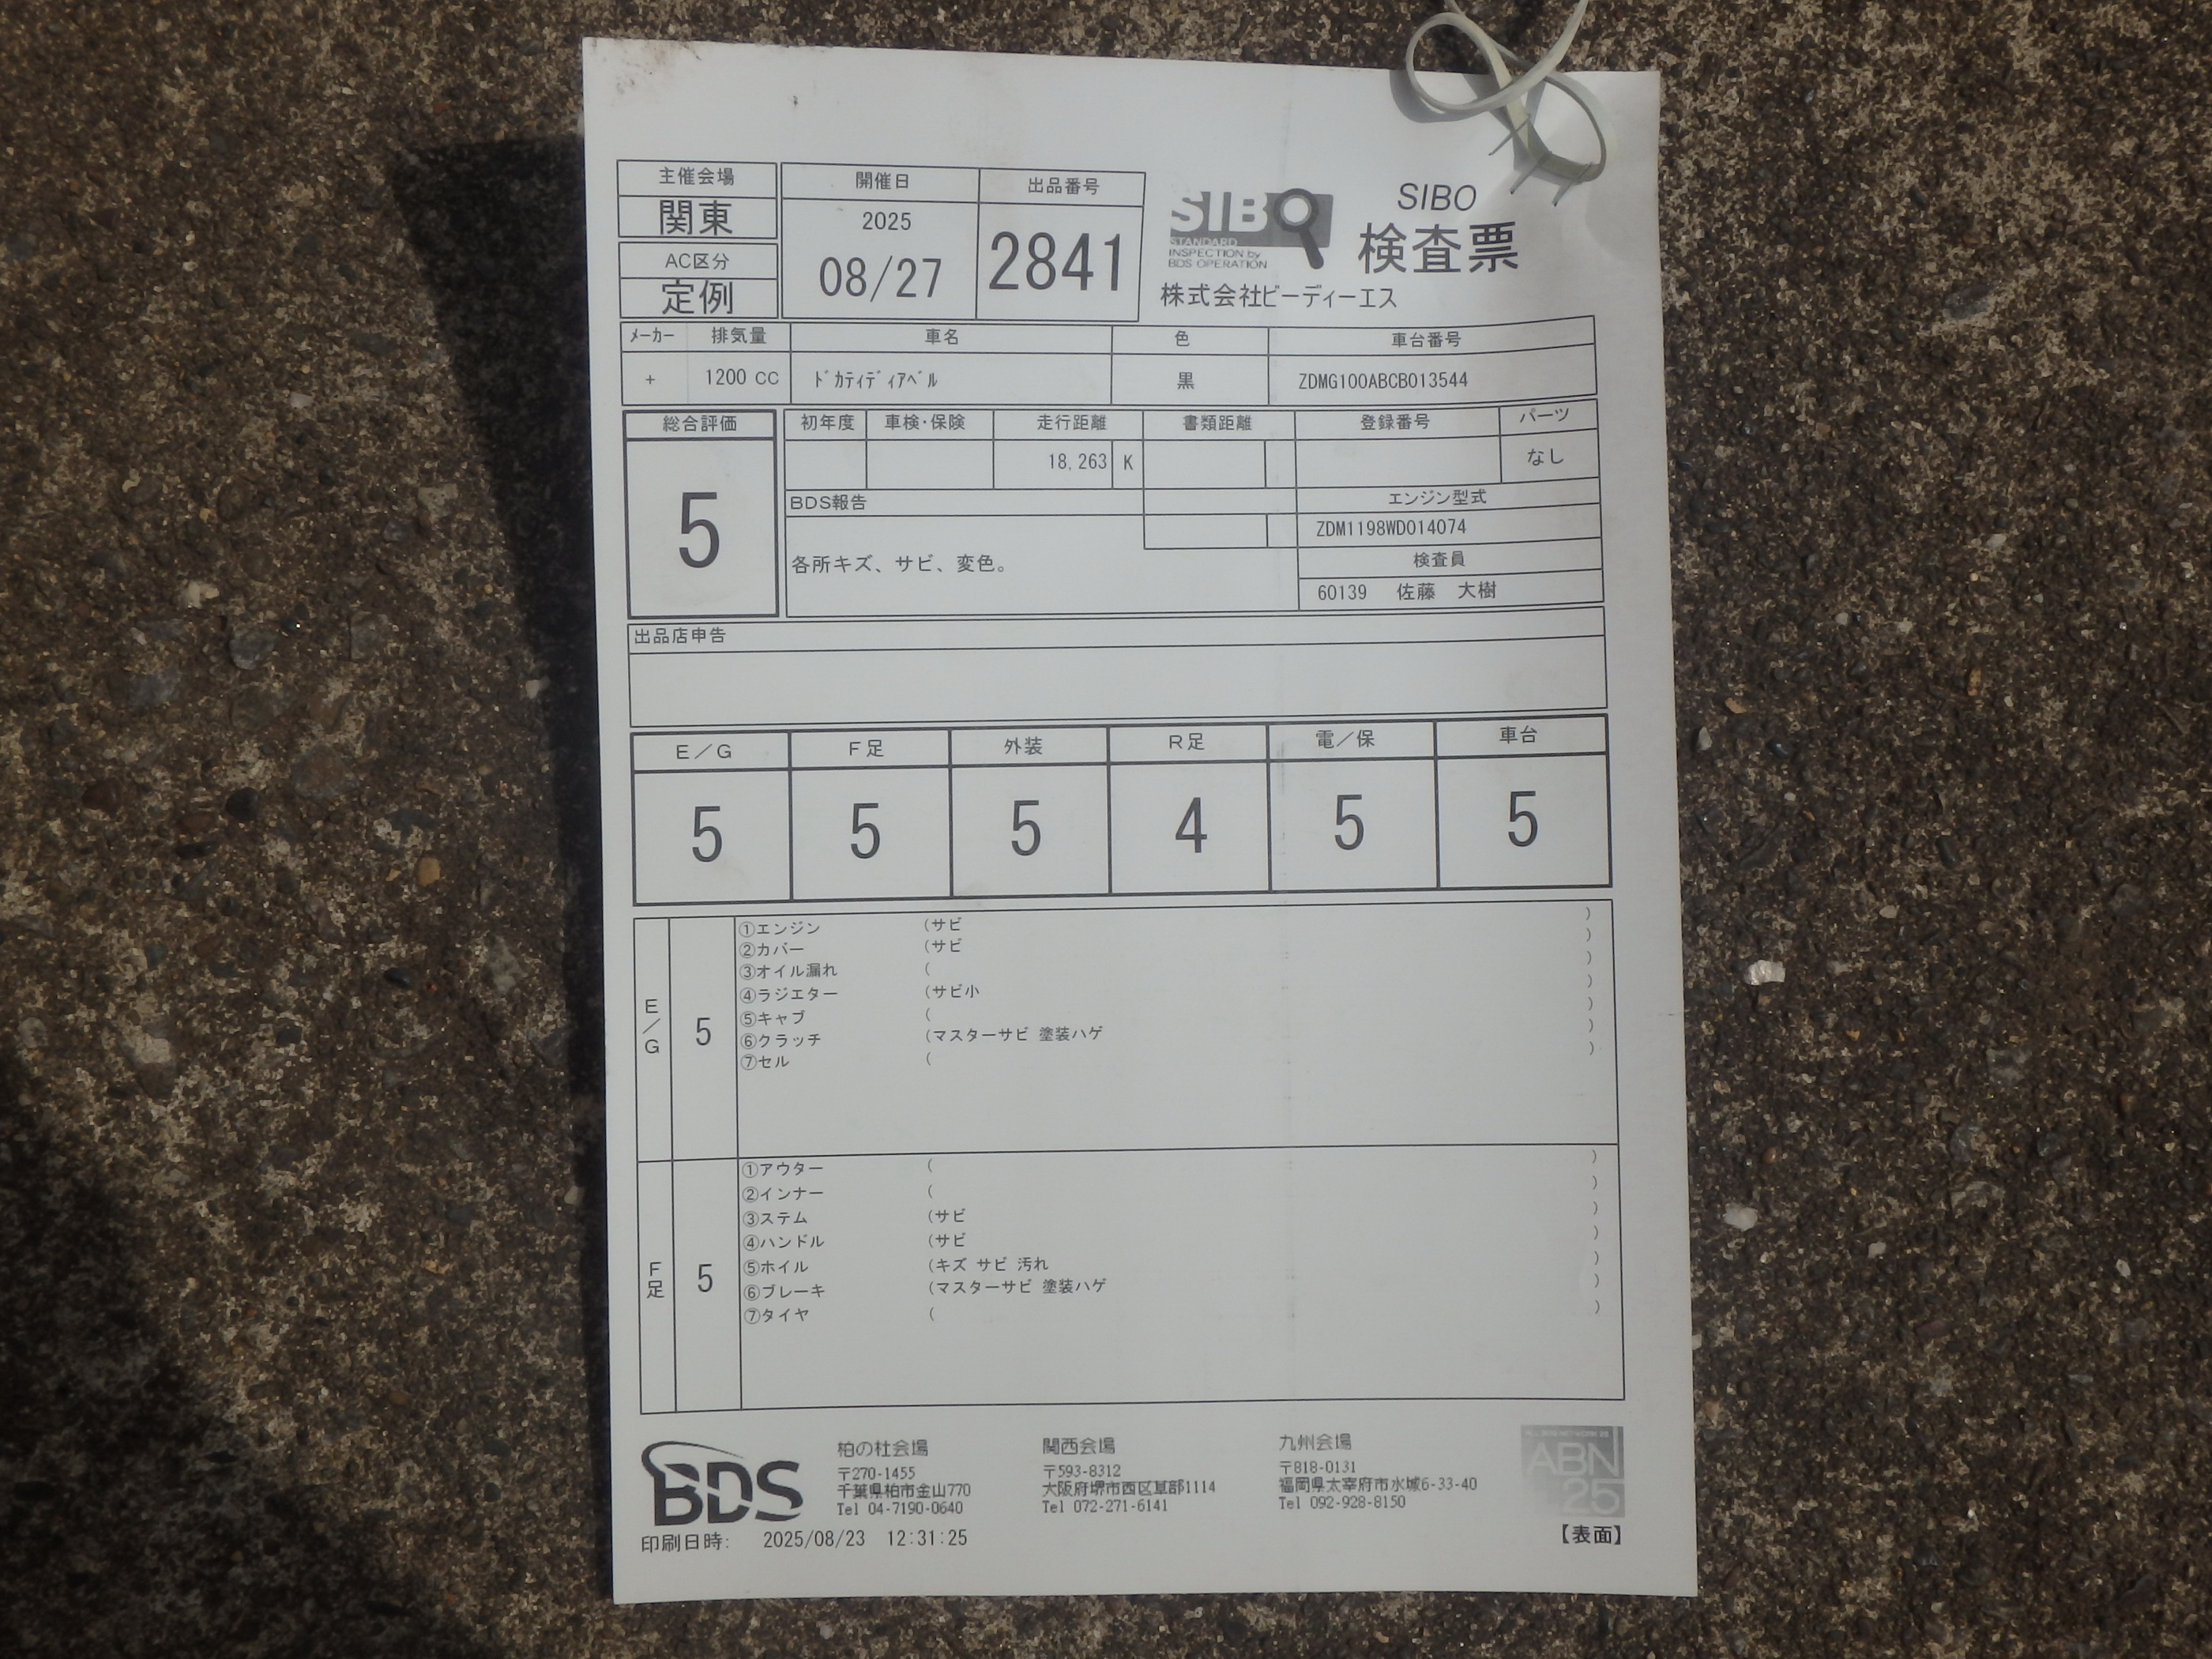 主催会場
関東
AC区分
定例
開催日
2025
08/27
出品番号
2841
SIBO
STANDARD
INSPECTION by
BDS OPERATION
SIBO
検査票
株式会社ビーディーエス
ﾒｰｶｰ 排気量 車名 色 車台番号
+ 1200 CC ﾄﾞｶﾃｨﾃﾞｨｱﾍﾞﾙ 黒 ZDMG100ABCB013544
総合評価
5
初年度 車検・保険 走行距離 書類距離 登録番号 パーツ
18,263 K なし
BDS報告
各所キズ、サビ、変色。
エンジン型式
ZDM1198WD014074
検査員
60139 佐藤 大樹
出品店申告
E/G F足 外装 R足 電/保 車台
5 5 5 4 5 5
E/G
5
①エンジン (サビ )
②カバー (サビ )
③オイル漏れ ( )
④ラジエター (サビ小 )
⑤キャブ ( )
⑥クラッチ (マスターサビ 塗装ハゲ )
⑦セル ( )
F足
5
①アウター ( )
②インナー ( )
③ステム (サビ )
④ハンドル (サビ )
⑤ホイル (キズ サビ 汚れ )
⑥ブレーキ (マスターサビ 塗装ハゲ )
⑦タイヤ ( )
BDS
柏の杜会場
〒270-1455
千葉県柏市金山770
Tel 04-7190-0640
関西会場
〒593-8312
大阪府堺市西区草部1114
Tel 072-271-6141
九州会場
〒818-0131
福岡県太宰府市水城6-33-40
Tel 092-928-8150
ABN
25
印刷日時: 2025/08/23 12:31:25
【表面】